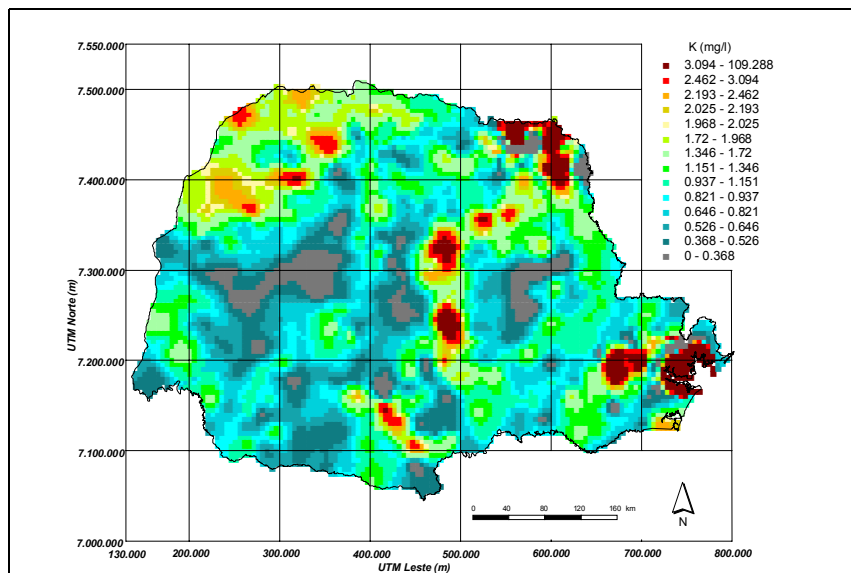 K (mg/l)
3.094 - 109.288
2.462 - 3.094
2.193 - 2.462
2.025 - 2.193
1.968 - 2.025
1.72 - 1.968
1.346 - 1.72
1.151 - 1.346
0.937 - 1.151
0.821 - 0.937
0.646 - 0.821
0.526 - 0.646
0.368 - 0.526
0 - 0.368
7.550.000
7.500.000
7.400.000
7.300.000
7.200.000
7.100.000
7.000.000
UTM Norte (m)
0 40 80 120 160 km
N
130.000 200.000 300.000 400.000 500.000 600.000 700.000 800.000
UTM Leste (m)